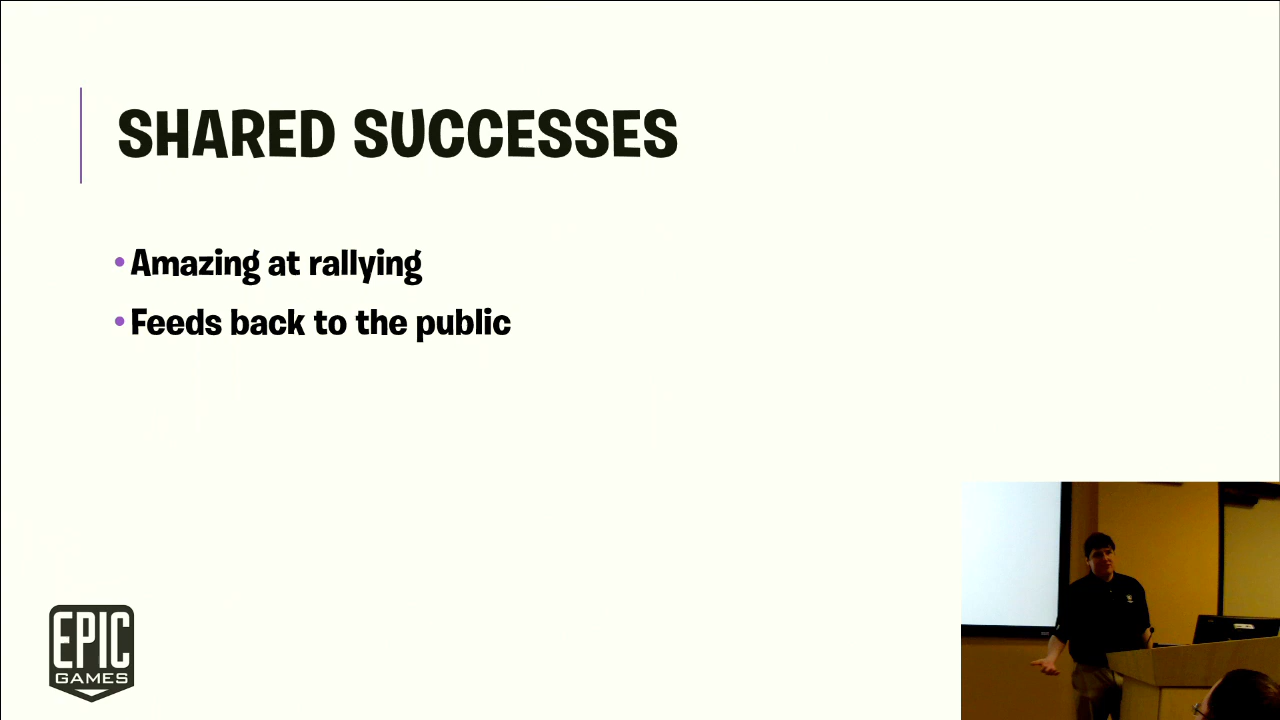 SHARED SUCCESSES
• Amazing at rallying
• Feeds back to the public
EPIC
GAMES